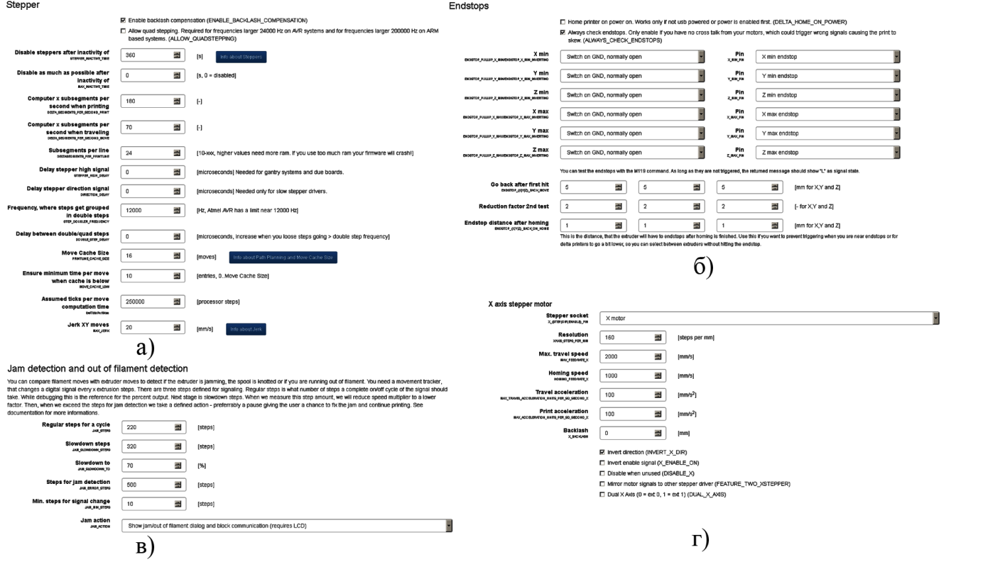 Stepper
Enable backlash compensation (ENABLE_BACKLASH_COMPENSATION)
Allow quad stepping. Required for frequencies larger 24000 Hz on AVR systems and for frequencies larger 200000 Hz on ARM
based systems. (ALLOW_QUADSTEPPING)
Disable steppers after inactivity of 360 [s] Info about Steppers
STEPPER_INACTIVE_TIME
Disable as much as possible after
inactivity of 0 [s, 0 = disabled]
MAX_INACTIVE_TIME
Computer x subsegments per
second when printing 180 [-]
DELTA_SEGMENTS_PER_SECOND_PRINT
Computer x subsegments per
second when traveling 70 [-]
DELTA_SEGMENTS_PER_SECOND_MOVE
Subsegments per line 24 [10-xxx, higher values need more ram. If you use too much ram your firmware will crash!]
DELTASEGMENTS_PER_PRINTLINE
Delay stepper high signal 0 [microseconds] Needed for gantry systems and due boards.
STEPPER_HIGH_DELAY
Delay stepper direction signal 0 [microseconds] Needed only for slow stepper drivers.
DIRECTION_DELAY
Frequency, where steps get grouped
in double steps 12000 [Hz, Atmel AVR has a limit near 12000 Hz]
STEP_DOUBLER_FREQUENCY
Delay between double/quad steps 0 [microseconds, increase when you loose steps going > double step frequency]
DOUBLE_STEP_DELAY
Move Cache Size 16 [moves] Info about Path Planning and Move Cache Size
PRINTLINE_CACHE_SIZE
Ensure minimum time per move
when cache is below 10 [entries, 0..Move Cache Size]
MOVE_CACHE_LOW
Assumed ticks per move
computation time 250000 [processor steps]
Jerk XY moves 20 [mm/s] Info about Jerk
MAX_JERK
а)
Endstops
Home printer on power on. Works only if not usb powered or power is enabled first. (DELTA_HOME_ON_POWER)
Always check endstops. Only enable if you have no cross talk from your motors, which could trigger wrong signals causing the print to
skew. (ALWAYS_CHECK_ENDSTOPS)
X min Switch on GND, normally open Pin X min endstop
ENDSTOP_PULLUP_X_MIN/ENDSTOP_X_MIN_INVERTING X_MIN_PIN
Y min Switch on GND, normally open Pin Y min endstop
ENDSTOP_PULLUP_Y_MIN/ENDSTOP_Y_MIN_INVERTING Y_MIN_PIN
Z min Switch on GND, normally open Pin Z min endstop
ENDSTOP_PULLUP_Z_MIN/ENDSTOP_Z_MIN_INVERTING Z_MIN_PIN
X max Switch on GND, normally open Pin X max endstop
ENDSTOP_PULLUP_X_MAX/ENDSTOP_X_MAX_INVERTING X_MAX_PIN
Y max Switch on GND, normally open Pin Y max endstop
ENDSTOP_PULLUP_Y_MAX/ENDSTOP_Y_MAX_INVERTING Y_MAX_PIN
Z max Switch on GND, normally open Pin Z max endstop
ENDSTOP_PULLUP_Z_MAX/ENDSTOP_Z_MAX_INVERTING Z_MAX_PIN
You can test the endstops with the M119 command. As long as they are not triggered, the returned message should show "L" as signal state.
Go back after first hit 5 5 5 [mm for X,Y and Z]
Reduction factor 2nd test 2 2 2 [- for X,Y and Z]
Endstop distance after homing 1 1 1 [mm for X,Y and Z]
This is the distance, that the extruder will have to endstops after homing is finished. Use this if you want to prevent triggering when you are near endstops or for
delta printers to go a bit lower, so you can select between extruders without hitting the endstop.
б)
Jam detection and out of filament detection
You can compare filament moves with extruder moves to detect if the extruder is jamming, the spool is knotted or if you are running out of filament. You need a movement tracker,
that changes a digital signal every x extrusion steps. There are three steps defined for signaling. Regular steps is what number of steps a complete on/off cycle of the signal should
take. While debugging this is the reference for the percent output. Next stage is slowdown steps. When we measure this step amount, we will reduce speed multiplier to a lower
factor. Then, when we exceed the steps for jam detection we take a defined action - preferrably a pause giving the user a chance to fix the jam and continue printing. See
documentation for more informations.
Regular steps for a cycle 220 [steps]
JAM_STEPS
Slowdown steps 320 [steps]
JAM_SLOWDOWN_STEPS
Slowdown to 70 [%]
JAM_SLOWDOWN_TO
Steps for jam detection 500 [steps]
JAM_ERROR_STEPS
Min. steps for signal change 10 [steps]
JAM_MIN_STEPS
Jam action Show jam/out of filament dialog and block communication (requires LCD)
JAM_ACTION
в)
X axis stepper motor
Stepper socket X motor
Resolution 160 [steps per mm]
XAXIS_STEPS_PER_MM
Max. travel speed 2000 [mm/s]
MAX_FEEDRATE_X
Homing speed 1000 [mm/s]
HOMING_FEEDRATE_X
Travel acceleration 100 [mm/s²]
MAX_TRAVEL_ACCELERATION_UNITS_PER_SQ_SECOND_X
Print acceleration 100 [mm/s²]
MAX_ACCELERATION_UNITS_PER_SQ_SECOND_X
Backlash 0 [mm]
X_BACKLASH
Invert direction (INVERT_X_DIR)
Invert enable signal (X_ENABLE_ON)
Disable when unused (DISABLE_X)
Mirror motor signals to other stepper driver (FEATURE_TWO_XSTEPPER)
Dual X Axis (0 = ext 0, 1 = ext 1) (DUAL_X_AXIS)
г)